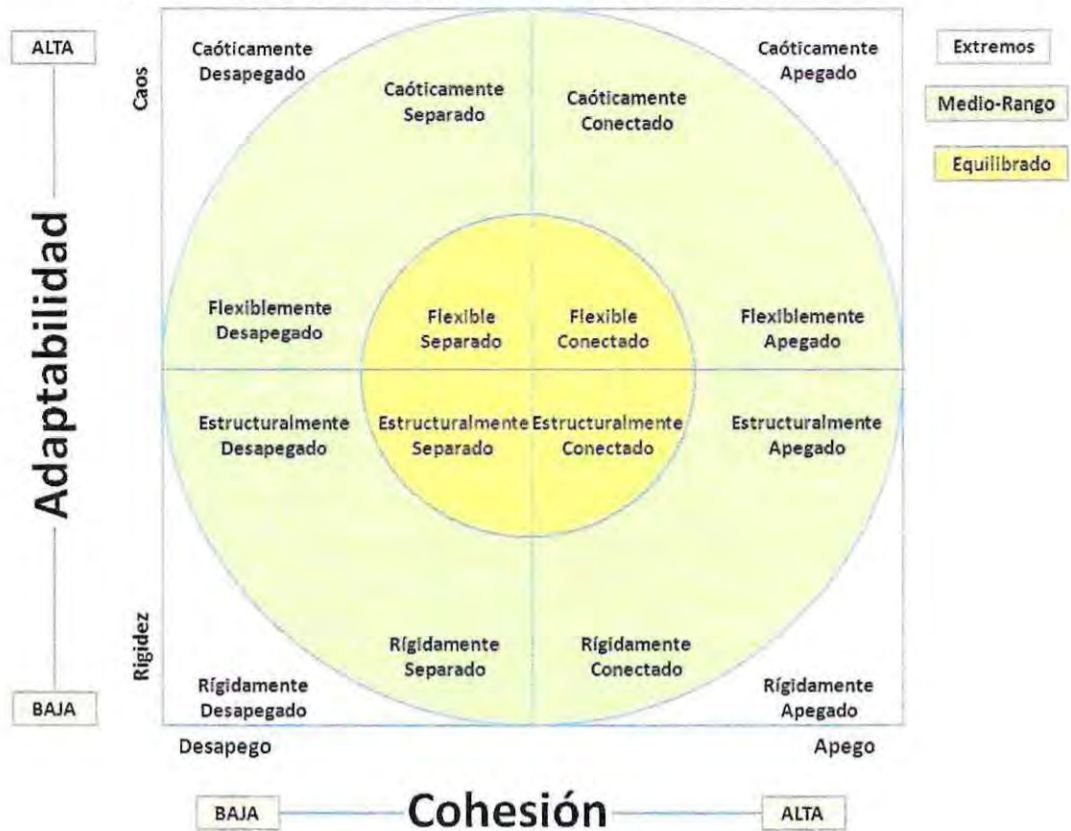 ALTA
Caos
Caóticamente
Desapegado
Caóticamente
Separado
Caóticamente
Conectado
Caóticamente
Apegado
Extremos
Medio-Rango
Equilibrado
Adaptabilidad
Flexiblemente
Desapegado
Flexible
Separado
Flexible
Conectado
Flexiblemente
Apegado
Estructuralmente
Desapegado
Estructuralmente
Separado
Estructuralmente
Conectado
Estructuralmente
Apegado
Rigidez
Rígidamente
Desapegado
Rígidamente
Separado
Rígidamente
Conectado
Rígidamente
Apegado
BAJA
Desapego
Apego
BAJA
Cohesión
ALTA